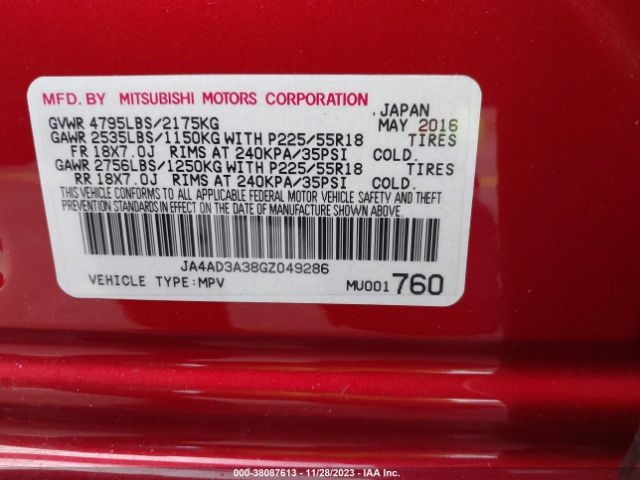 MFD. BY MITSUBISHI MOTORS CORPORATION JAPAN
GVWR 4795LBS/2175KG MAY 2016
GAWR 2535LBS/1150KG WITH P225/55R18 TIRES
FR 18X7.0J RIMS AT 240KPA/35PSI COLD.
GAWR 2756LBS/1250KG WITH P225/55R18 TIRES
RR 18X7.0J RIMS AT 240KPA/35PSI COLD.
THIS VEHICLE CONFORMS TO ALL APPLICABLE FEDERAL MOTOR VEHICLE SAFETY AND THEFT
PREVENTION STANDARDS IN EFFECT ON THE DATE OF MANUFACTURE SHOWN ABOVE.
JA4AD3A38GZ049286
VEHICLE TYPE:MPV MU001 760
000-38087613 - 11/28/2023 - IAA